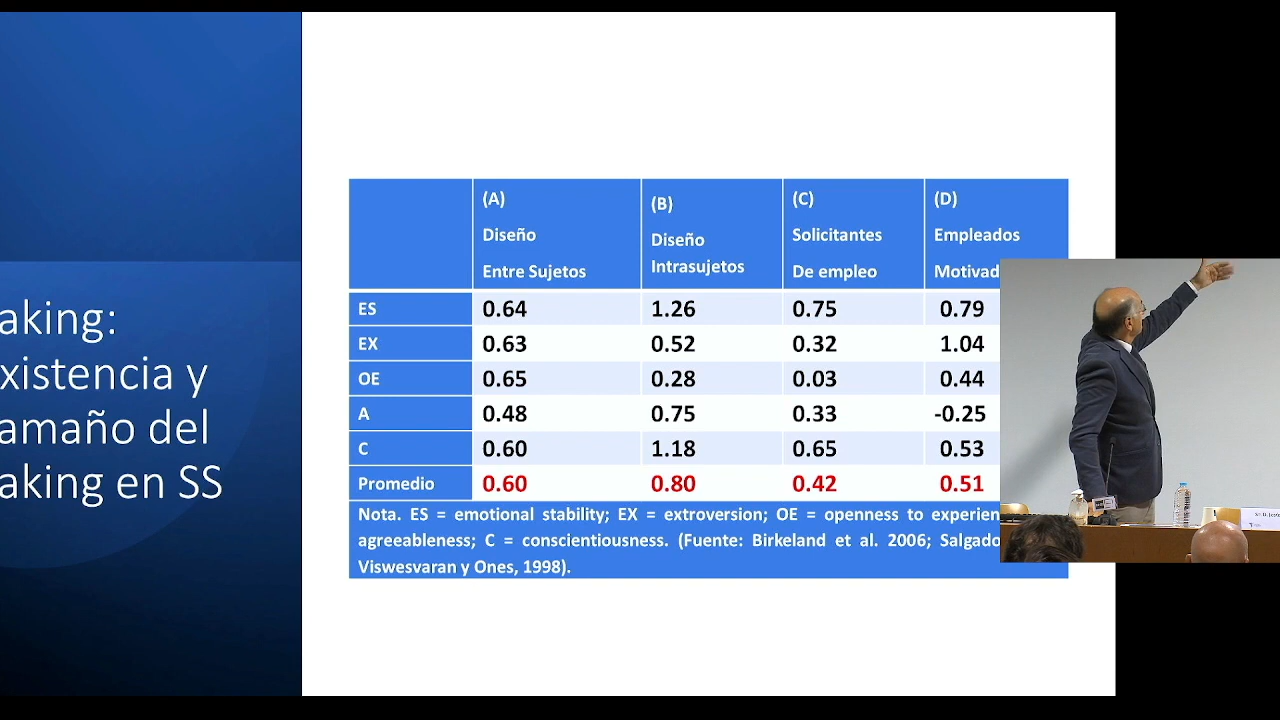 aking:
xistencia y
amaño del
aking en SS
(A) Diseño Entre Sujetos (B) Diseño Intrasujetos (C) Solicitantes De empleo (D) Empleados Motivad
ES 0.64 1.26 0.75 0.79
EX 0.63 0.52 0.32 1.04
OE 0.65 0.28 0.03 0.44
A 0.48 0.75 0.33 -0.25
C 0.60 1.18 0.65 0.53
Promedio 0.60 0.80 0.42 0.51
Nota. ES = emotional stability; EX = extroversion; OE = openness to experien
agreeableness; C = conscientiousness. (Fuente: Birkeland et al. 2006; Salgado
Viswesvaran y Ones, 1998).